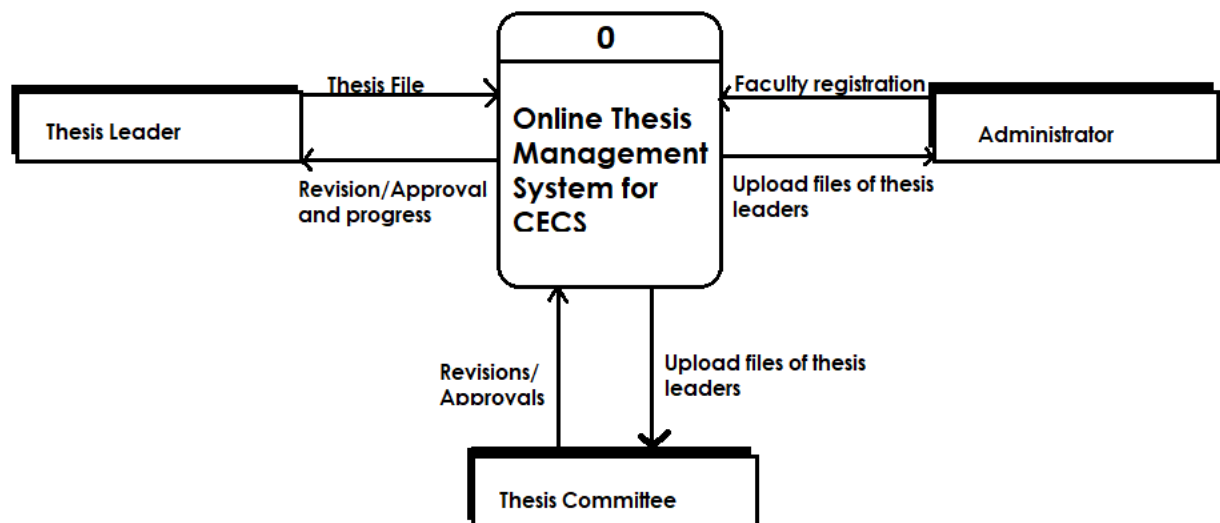 0
Thesis File
Faculty registration
Thesis Leader
Online Thesis
Management
System for
CECS
Administrator
Revision/Approval
and progress
Upload files of thesis
leaders
Revisions/
Approvals
Upload files of thesis
leaders
Thesis Committee